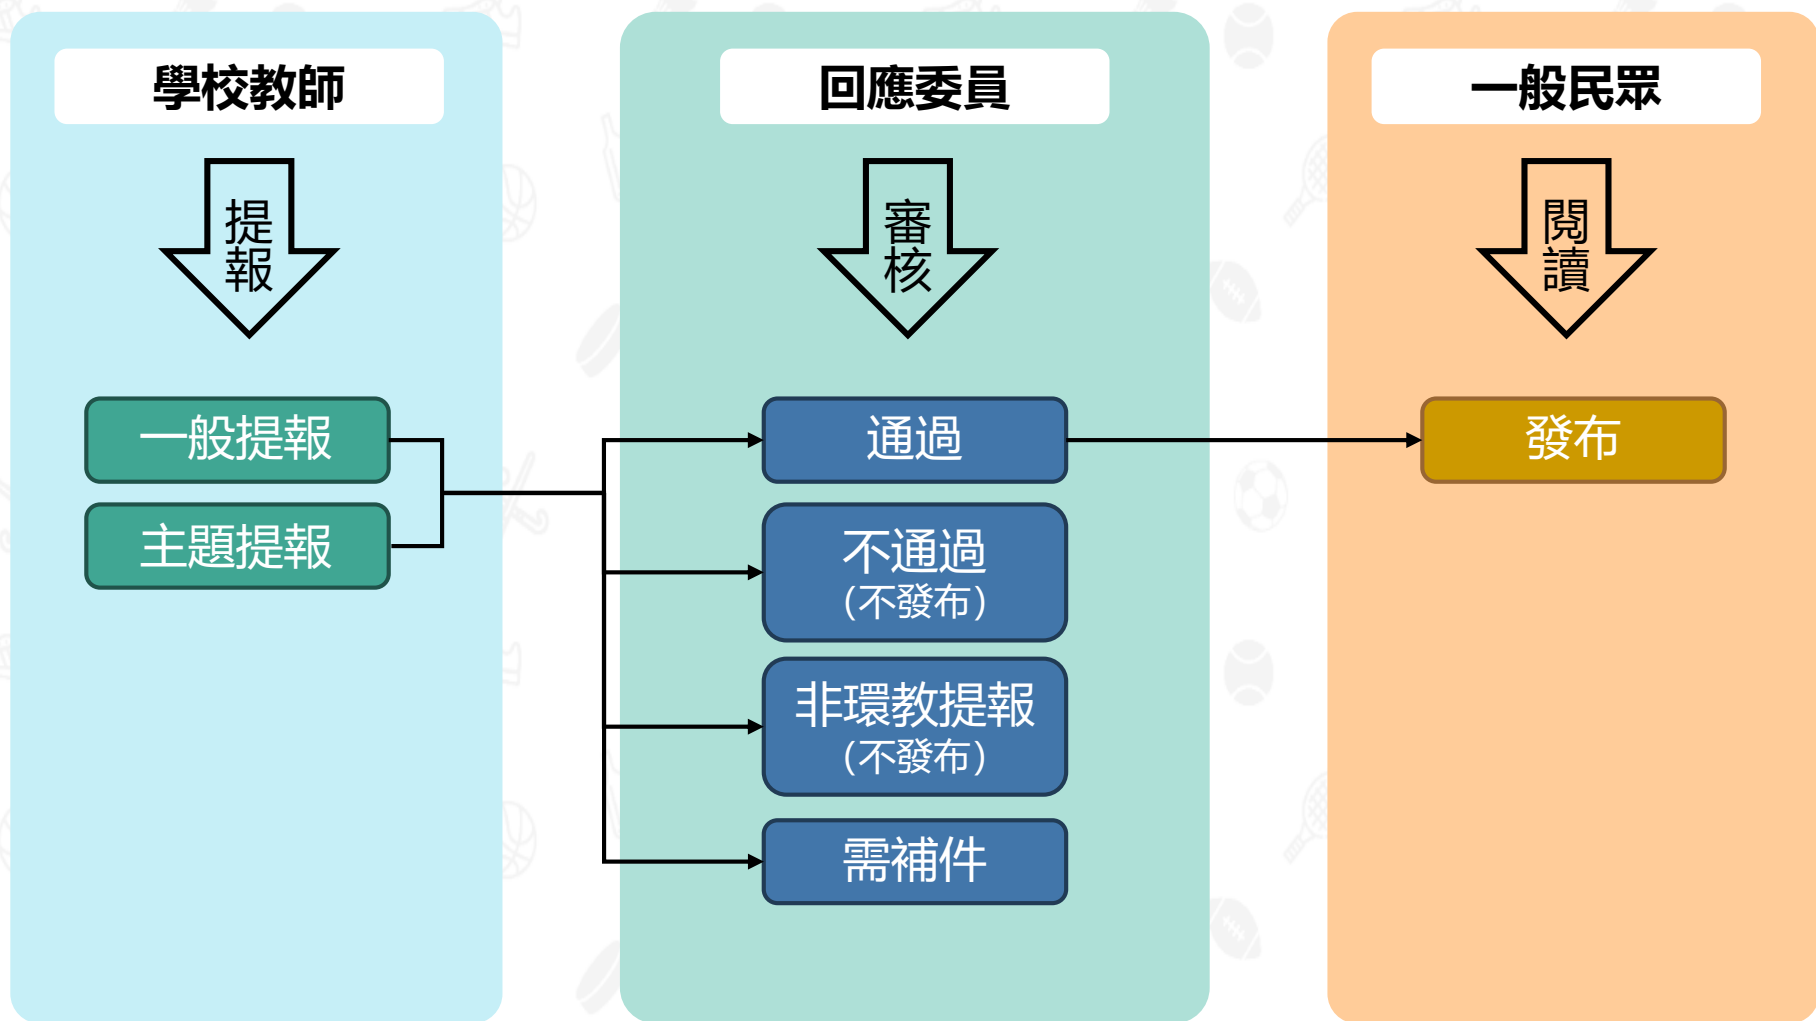 學校教師
提報
一般提報
主題提報
回應委員
審核
通過
不通過
（不發布）
非環教提報
（不發布）
需補件
一般民眾
閱讀
發布